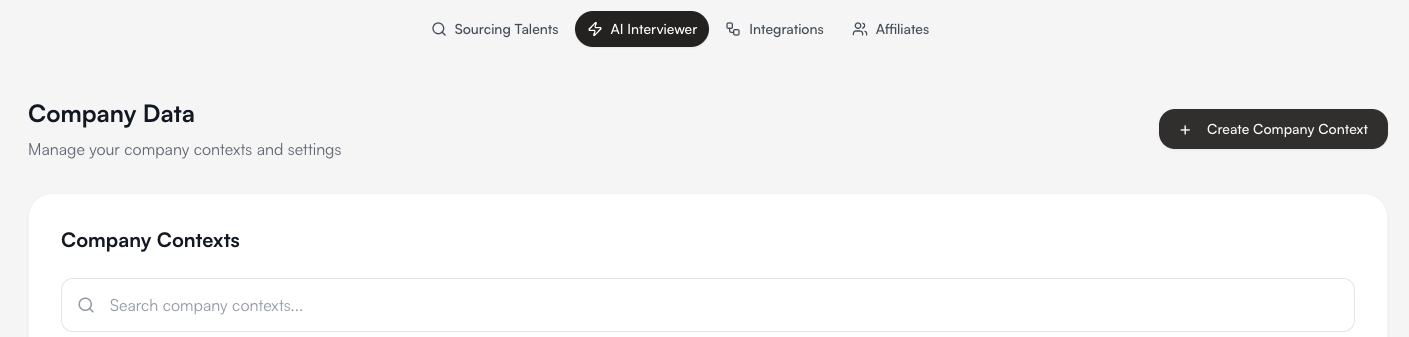 Sourcing Talents AI Interviewer Integrations Affiliates
Company Data
Manage your company contexts and settings
+ Create Company Context
Company Contexts
Search company contexts...